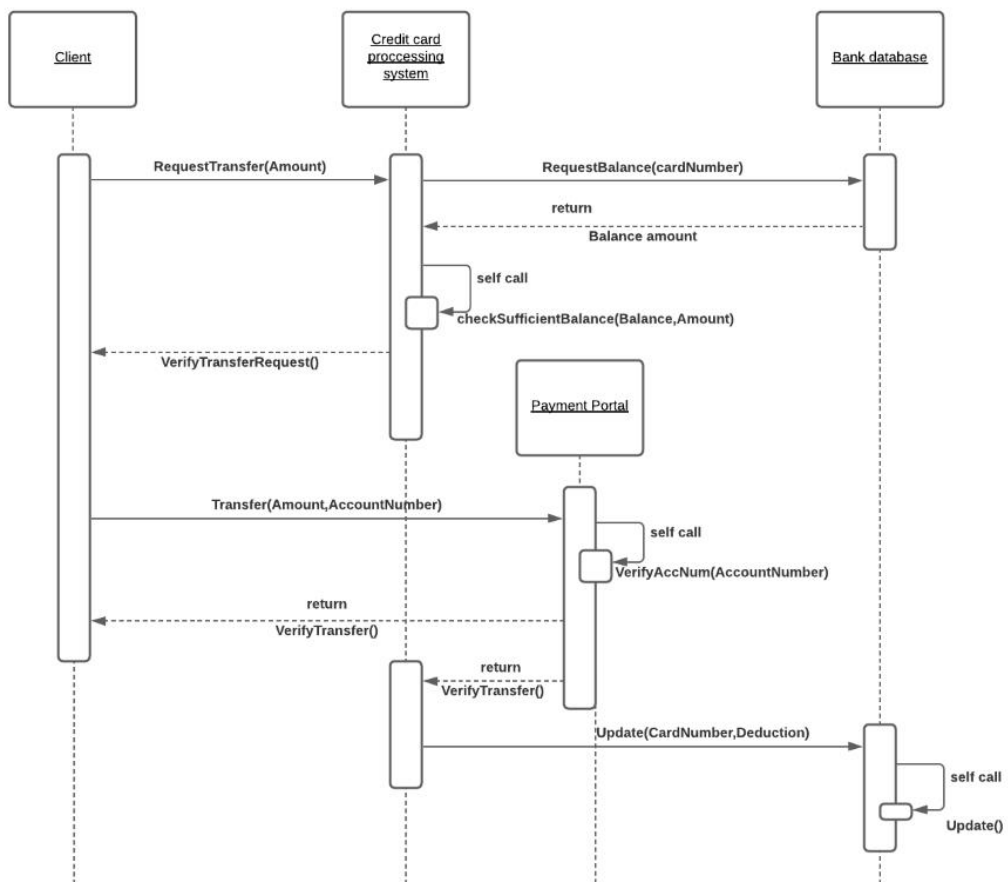 Client
Credit card
proccessing
system
Bank database
RequestTransfer(Amount)
RequestBalance(cardNumber)
return
Balance amount
self call
checkSufficientBalance(Balance,Amount)
VerifyTransferRequest()
Payment Portal
Transfer(Amount,AccountNumber)
self call
VerifyAccNum(AccountNumber)
return
VerifyTransfer()
return
VerifyTransfer()
Update(CardNumber,Deduction)
self call
Update()